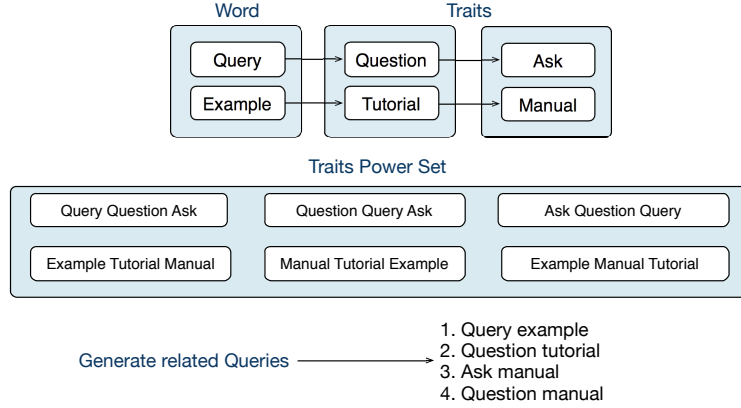 Word Traits
Query Question Ask
Example Tutorial Manual
Traits Power Set
Query Question Ask Question Query Ask Ask Question Query
Example Tutorial Manual Manual Tutorial Example Example Manual Tutorial
Generate related Queries
1. Query example
2. Question tutorial
3. Ask manual
4. Question manual